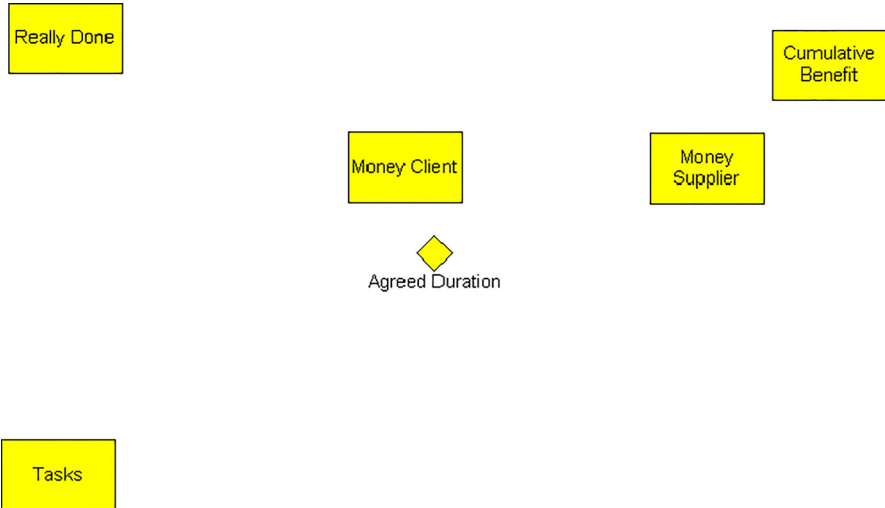 Really Done
Cumulative
Benefit
Money Client
Money
Supplier
Agreed Duration
Tasks